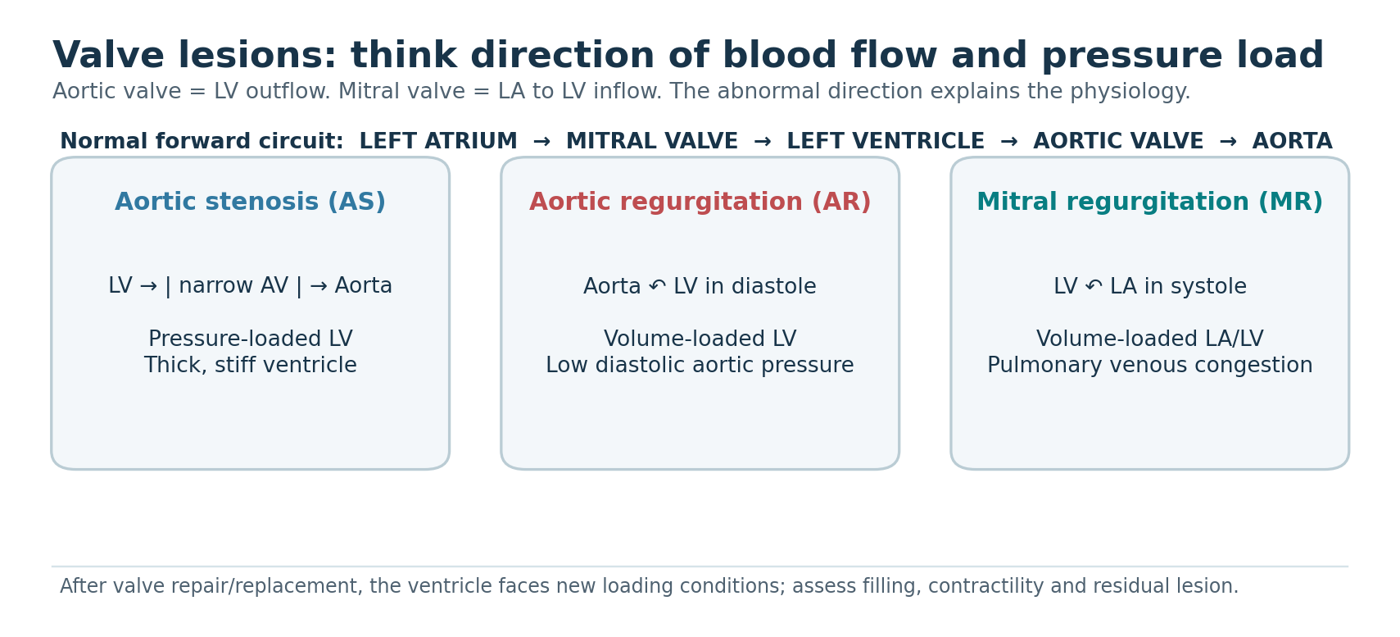 Valve lesions: think direction of blood flow and pressure load
Aortic valve = LV outflow. Mitral valve = LA to LV inflow. The abnormal direction explains the physiology.
Normal forward circuit: LEFT ATRIUM → MITRAL VALVE → LEFT VENTRICLE → AORTIC VALVE → AORTA
Aortic stenosis (AS)
LV → | narrow AV | → Aorta
Pressure-loaded LV
Thick, stiff ventricle
Aortic regurgitation (AR)
Aorta ↶ LV in diastole
Volume-loaded LV
Low diastolic aortic pressure
Mitral regurgitation (MR)
LV ↶ LA in systole
Volume-loaded LA/LV
Pulmonary venous congestion
After valve repair/replacement, the ventricle faces new loading conditions; assess filling, contractility and residual lesion.